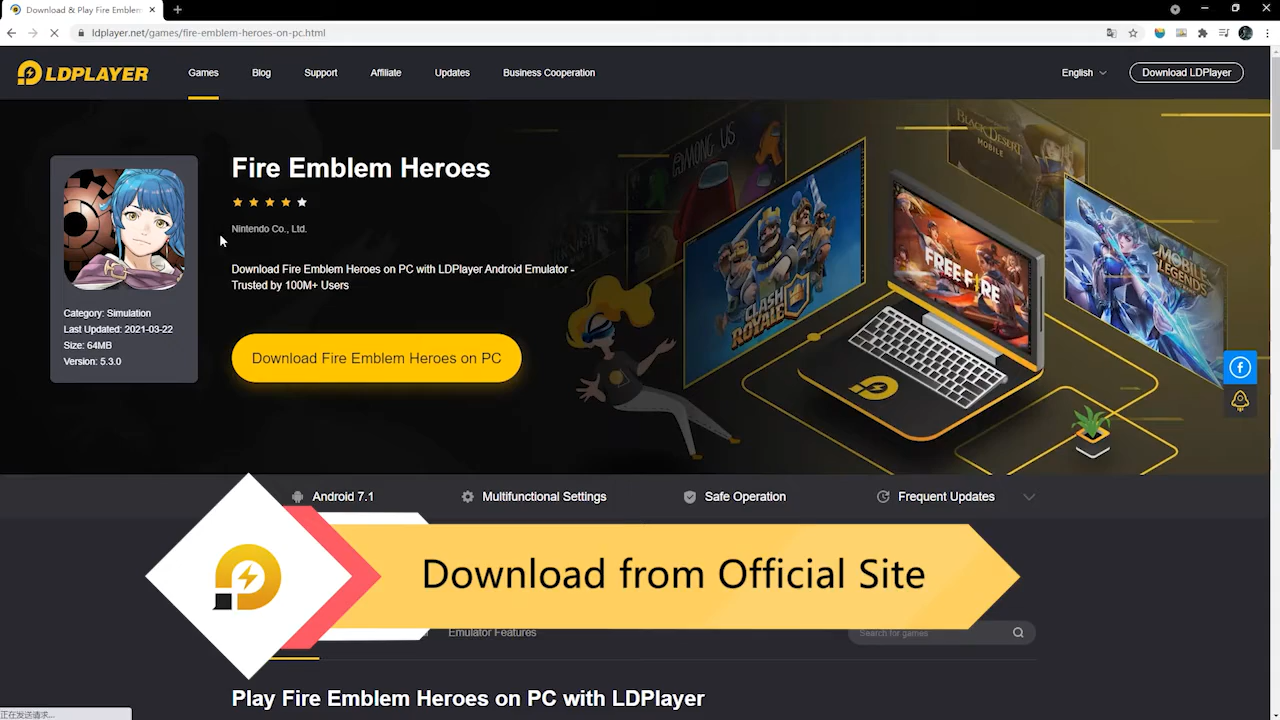 Download & Play Fire Emblem
ldplayer.net/games/fire-emblem-heroes-on-pc.html
LDPLAYER
Games
Blog
Support
Affiliate
Updates
Business Cooperation
English
Download LDPlayer
Fire Emblem Heroes
Nintendo Co., Ltd.
Download Fire Emblem Heroes on PC with LDPlayer Android Emulator -
Trusted by 100M+ Users
Category: Simulation
Last Updated: 2021-03-22
Size: 64MB
Version: 5.3.0
Download Fire Emblem Heroes on PC
AMONG US
BLACK DESERT
MOBILE
CLASH
ROYALE
FREE FIRE
MOBILE
LEGENDS
Android 7.1
Multifunctional Settings
Safe Operation
Frequent Updates
Download from Official Site
Emulator Features
Search for games
Play Fire Emblem Heroes on PC with LDPlayer
正在发送请求...